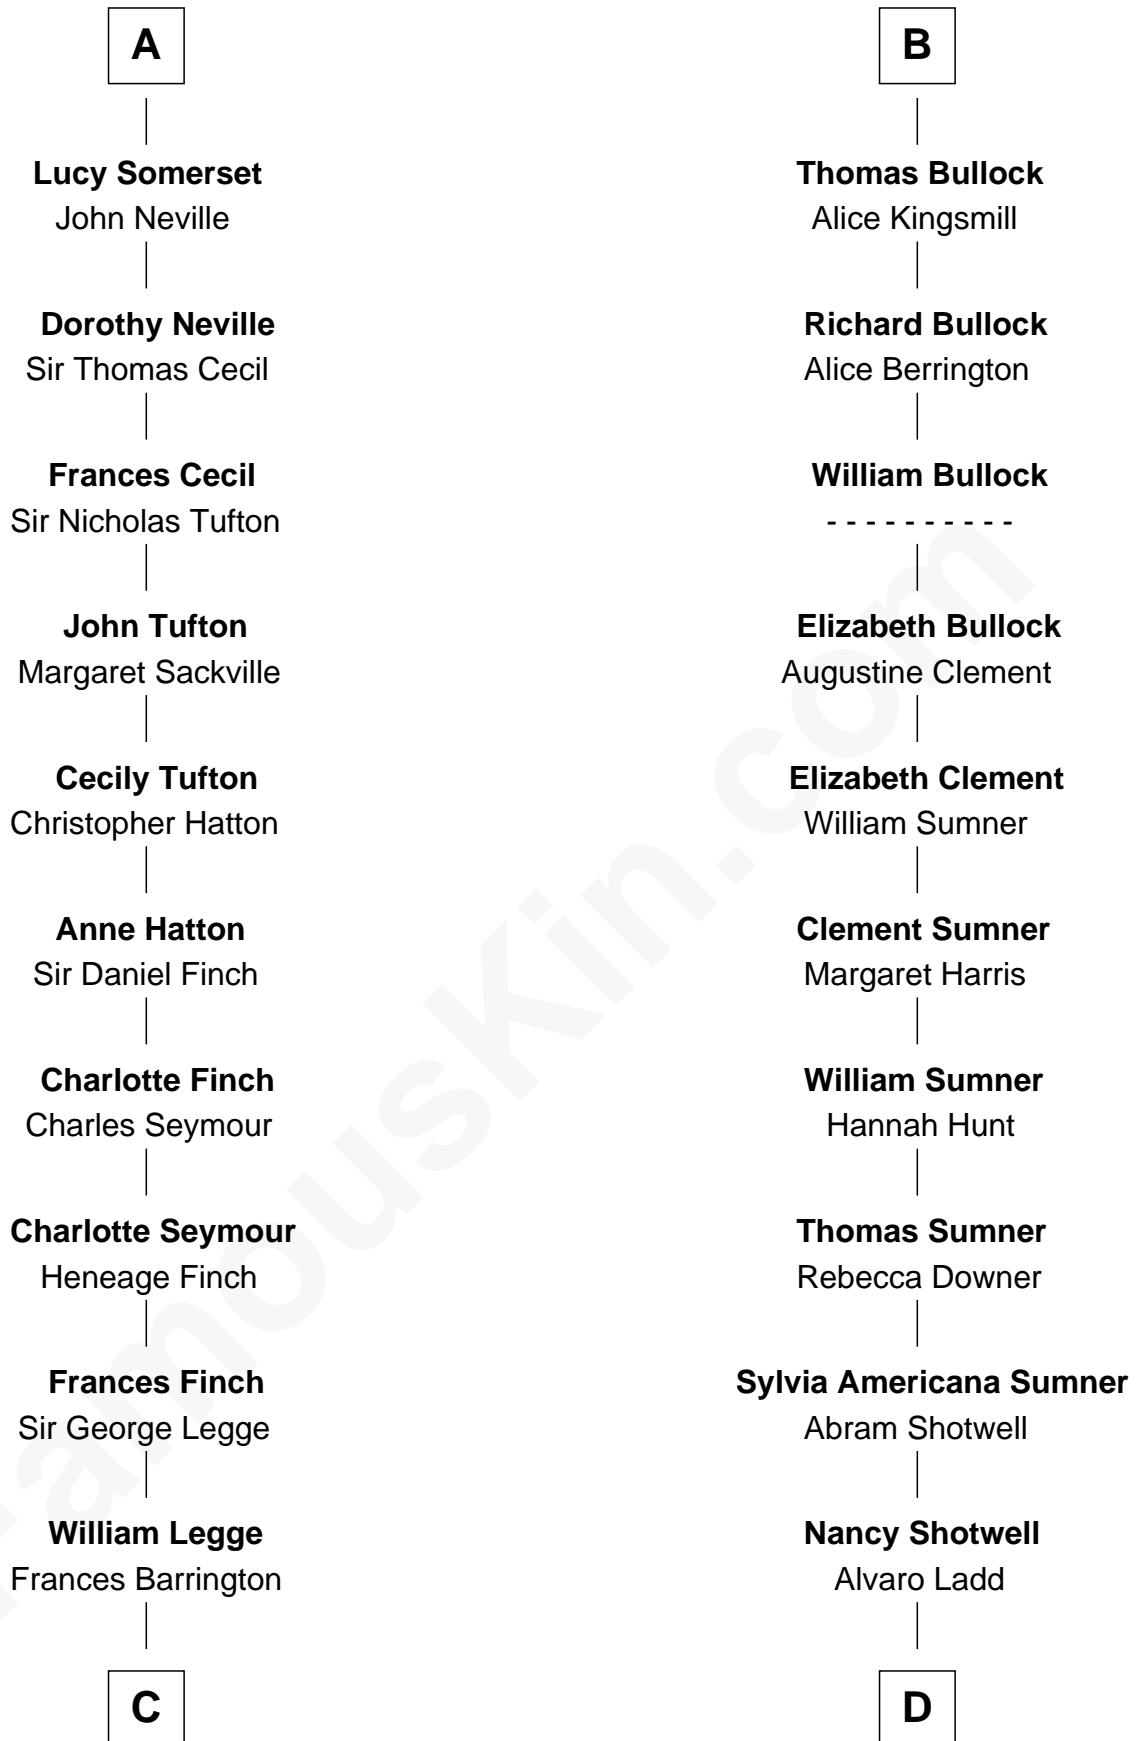 A
Lucy Somerset
John Neville
Dorothy Neville
Sir Thomas Cecil
Frances Cecil
Sir Nicholas Tufton
John Tufton
Margaret Sackville
Cecily Tufton
Christopher Hatton
Anne Hatton
Sir Daniel Finch
Charlotte Finch
Charles Seymour
Charlotte Seymour
Heneage Finch
Frances Finch
Sir George Legge
William Legge
Frances Barrington
C
B
Thomas Bullock
Alice Kingsmill
Richard Bullock
Alice Berrington
William Bullock
- - - - - - - - - -
Elizabeth Bullock
Augustine Clement
Elizabeth Clement
William Sumner
Clement Sumner
Margaret Harris
William Sumner
Hannah Hunt
Thomas Sumner
Rebecca Downer
Sylvia Americana Sumner
Abram Shotwell
Nancy Shotwell
Alvaro Ladd
D
FamousKin.com